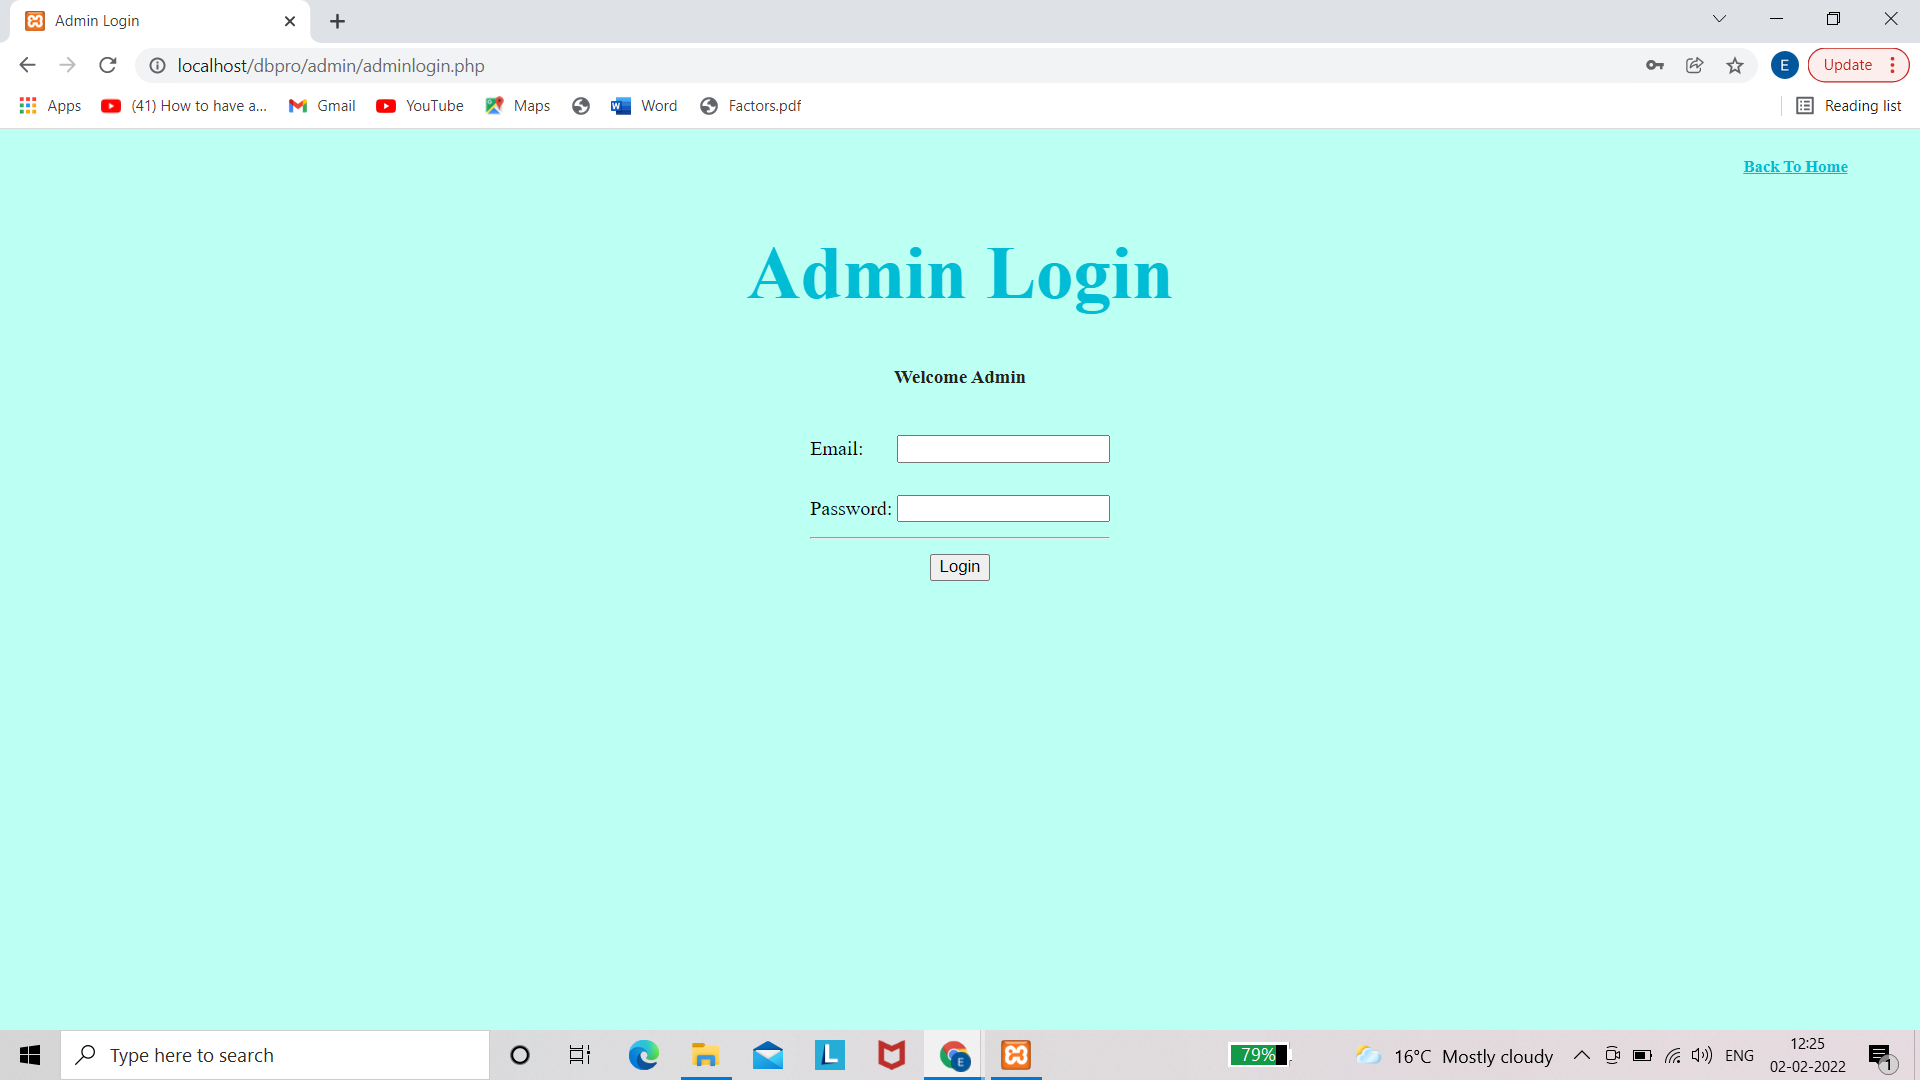 Admin Login
localhost/dbpro/admin/adminlogin.php
E
Update
Apps
(41) How to have a...
Gmail
YouTube
Maps
Word
Factors.pdf
Reading list
Back To Home
Admin Login
Welcome Admin
Email:
Password:
Login
Type here to search
L
E
79%
16°C Mostly cloudy
ENG
12:25
02-02-2022
1